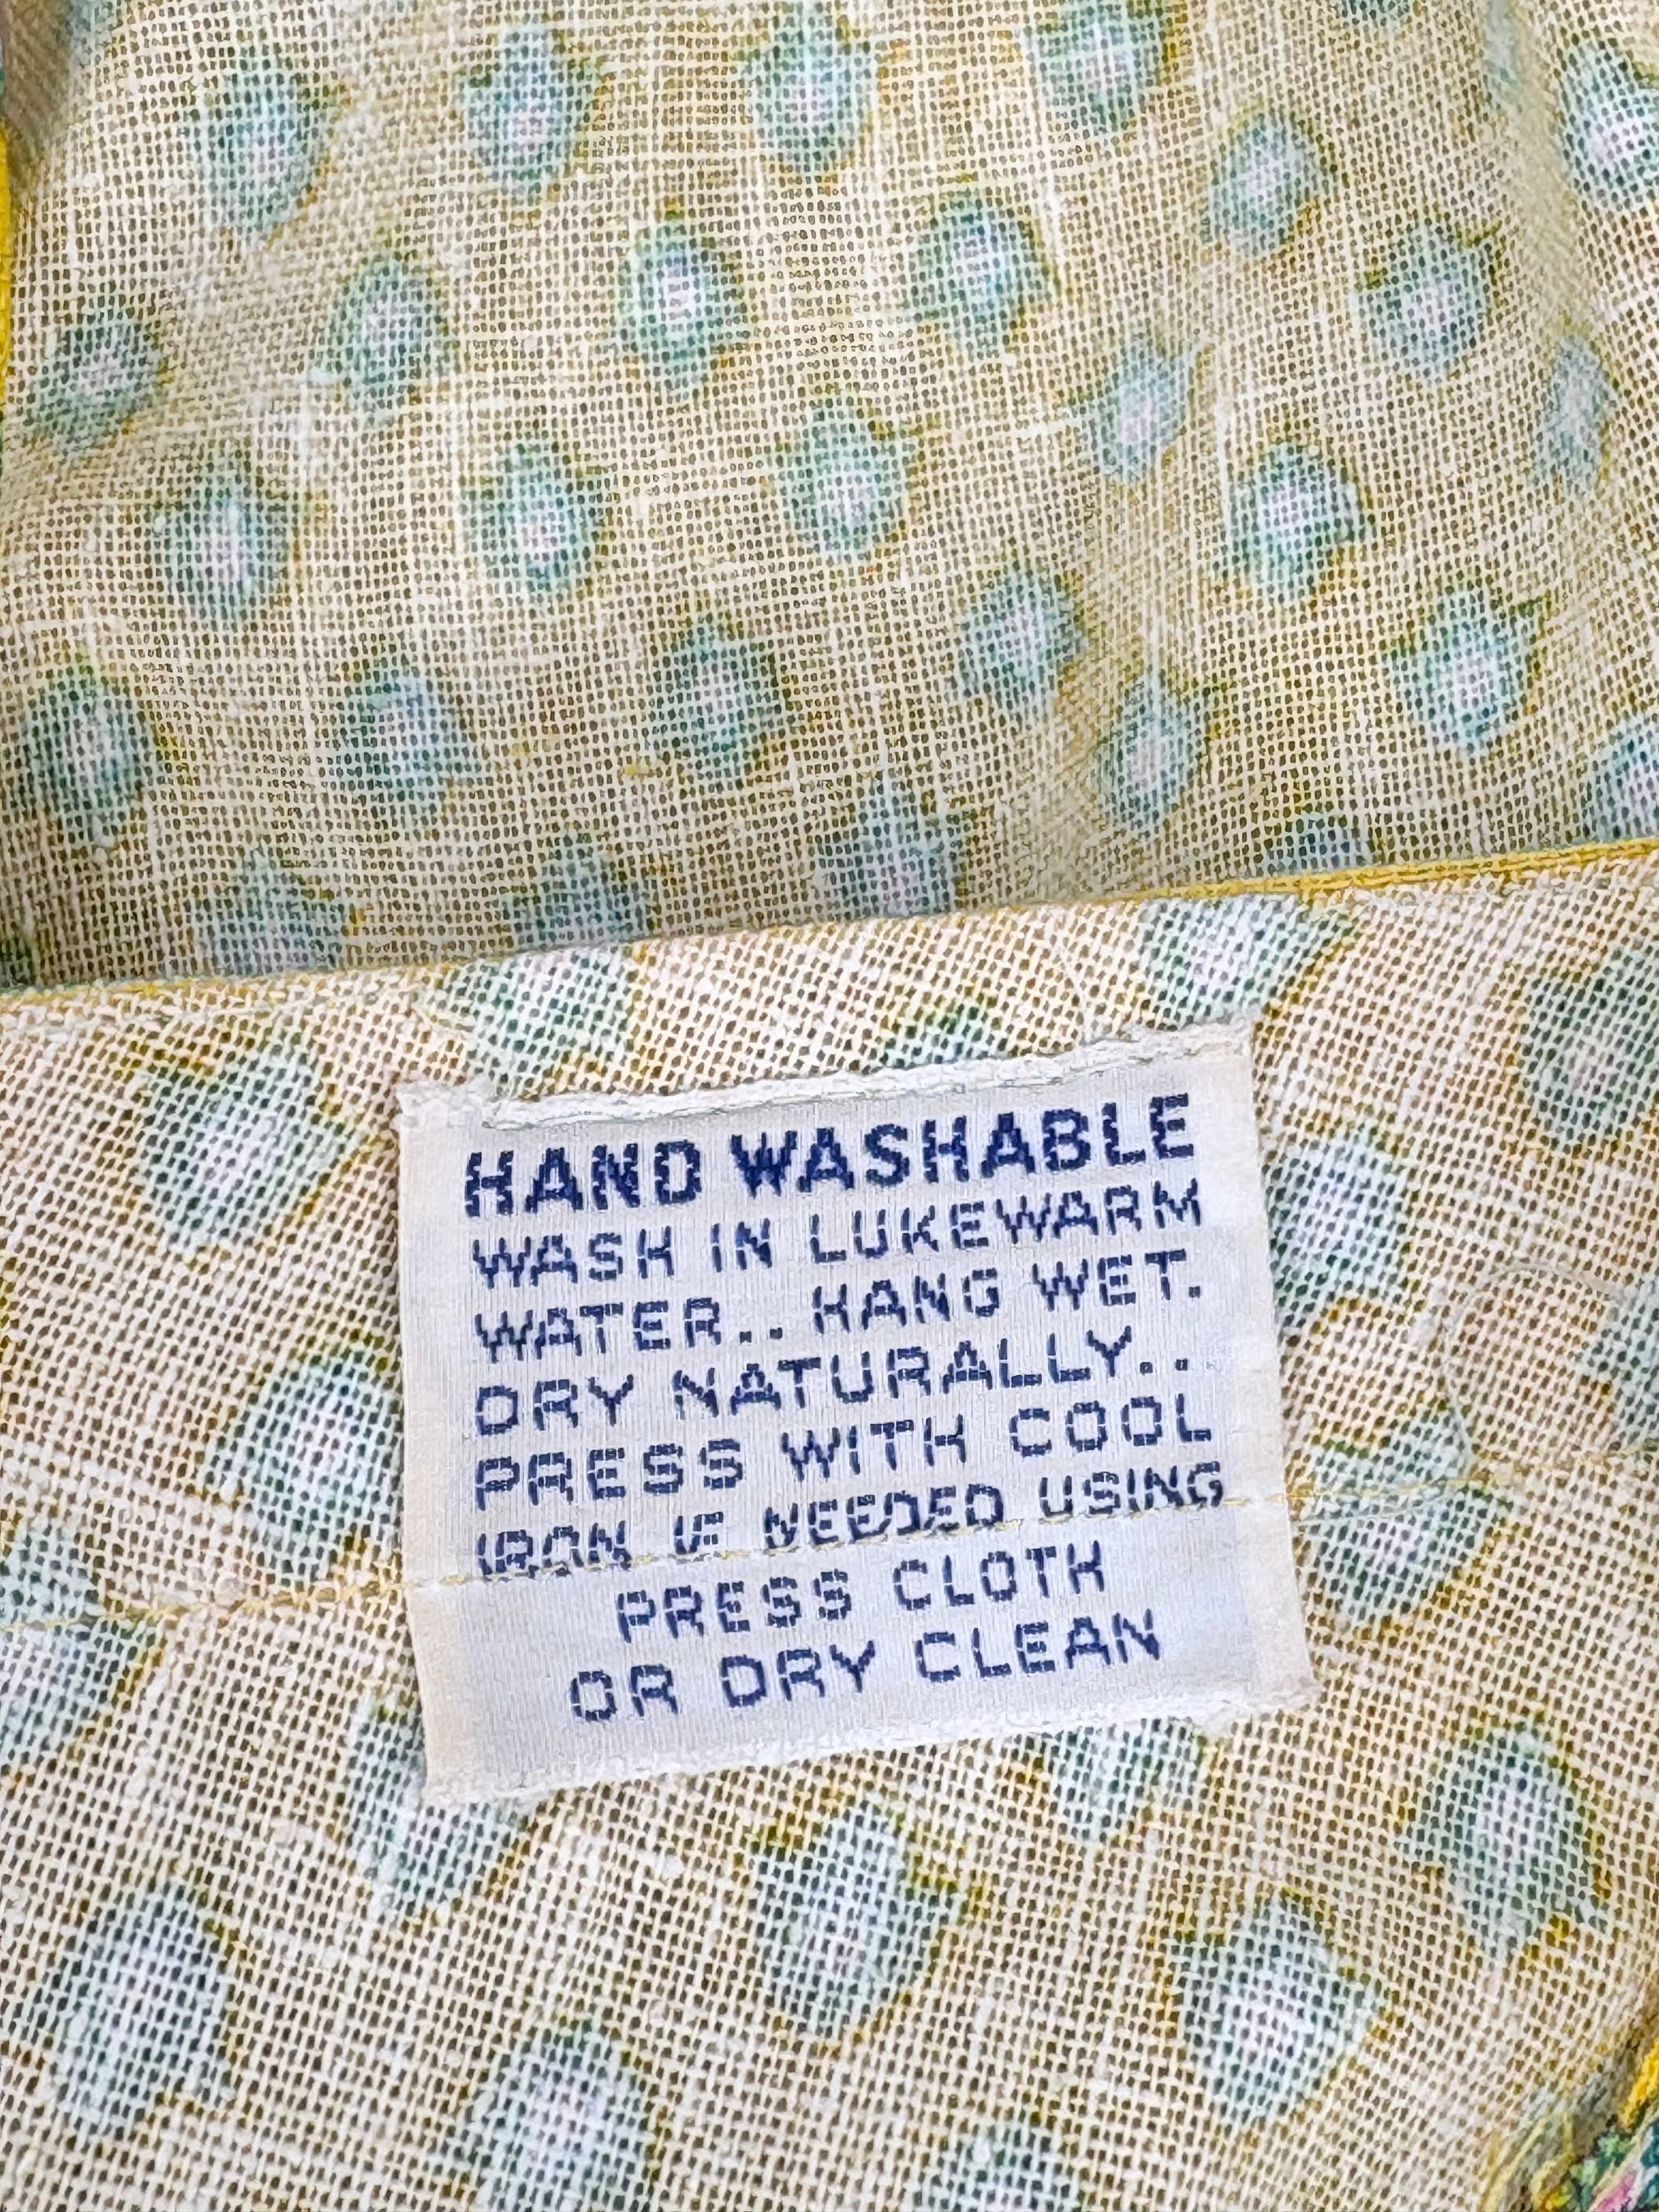 HAND WASHABLE
WASH IN LUKEWARM
WATER.. HANG WET.
DRY NATURALLY..
PRESS WITH COOL
IRON IF NEEDED USING
PRESS CLOTH
OR DRY CLEAN